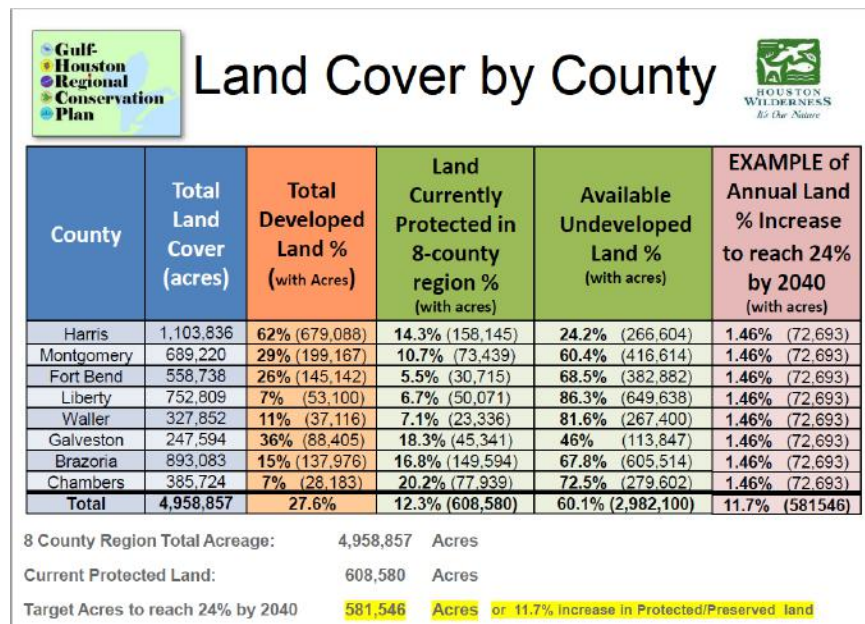 Gulf-
Houston
Regional
Conservation
Plan
Land Cover by County
HOUSTON
WILDERNESS
It's Our Nature
County
Total
Land
Cover
(acres)
Total
Developed
Land %
(with Acres)
Land
Currently
Protected in
8-county
region %
(with acres)
Available
Undeveloped
Land %
(with acres)
EXAMPLE of
Annual Land
% Increase
to reach 24%
by 2040
(with acres)
Harris 1,103,836 62% (679,088) 14.3% (158,145) 24.2% (266,604) 1.46% (72,693)
Montgomery 689,220 29% (199,167) 10.7% (73,439) 60.4% (416,614) 1.46% (72,693)
Fort Bend 558,738 26% (145,142) 5.5% (30,715) 68.5% (382,882) 1.46% (72,693)
Liberty 752,809 7% (53,100) 6.7% (50,071) 86.3% (649,638) 1.46% (72,693)
Waller 327,852 11% (37,116) 7.1% (23,336) 81.6% (267,400) 1.46% (72,693)
Galveston 247,594 36% (88,405) 18.3% (45,341) 46% (113,847) 1.46% (72,693)
Brazoria 893,083 15% (137,976) 16.8% (149,594) 67.8% (605,514) 1.46% (72,693)
Chambers 385,724 7% (28,183) 20.2% (77,939) 72.5% (279,602) 1.46% (72,693)
Total 4,958,857 27.6% 12.3% (608,580) 60.1% (2,982,100) 11.7% (581546)
8 County Region Total Acreage: 4,958,857 Acres
Current Protected Land: 608,580 Acres
Target Acres to reach 24% by 2040 581,546 Acres or 11.7% increase in Protected/Preserved land